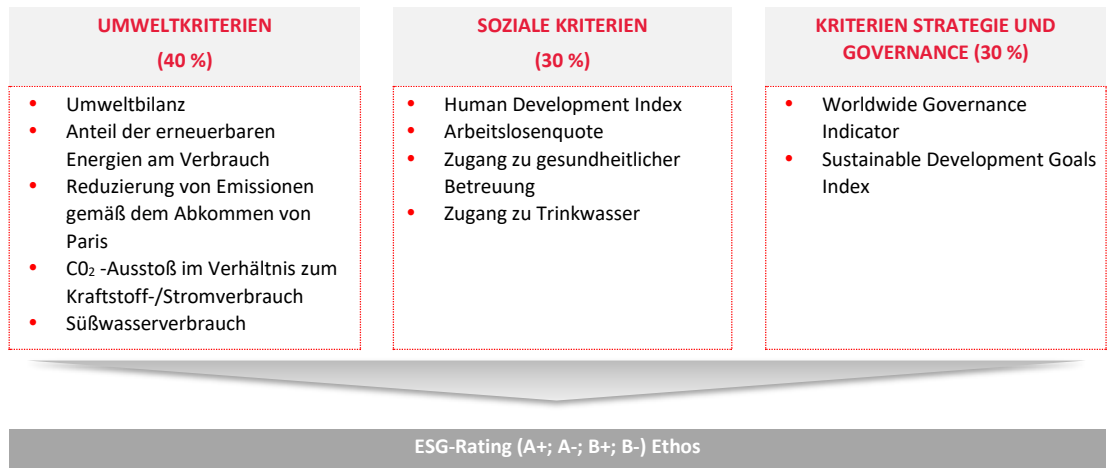 UMWELTKRITERIEN
(40 %)
• Umweltbilanz
• Anteil der erneuerbaren
Energien am Verbrauch
• Reduzierung von Emissionen
gemäß dem Abkommen von
Paris
• C0₂ -Ausstoß im Verhältnis zum
Kraftstoff-/Stromverbrauch
• Süßwasserverbrauch
SOZIALE KRITERIEN
(30 %)
• Human Development Index
• Arbeitslosenquote
• Zugang zu gesundheitlicher
Betreuung
• Zugang zu Trinkwasser
KRITERIEN STRATEGIE UND
GOVERNANCE (30 %)
• Worldwide Governance
Indicator
• Sustainable Development Goals
Index
ESG-Rating (A+; A-; B+; B-) Ethos